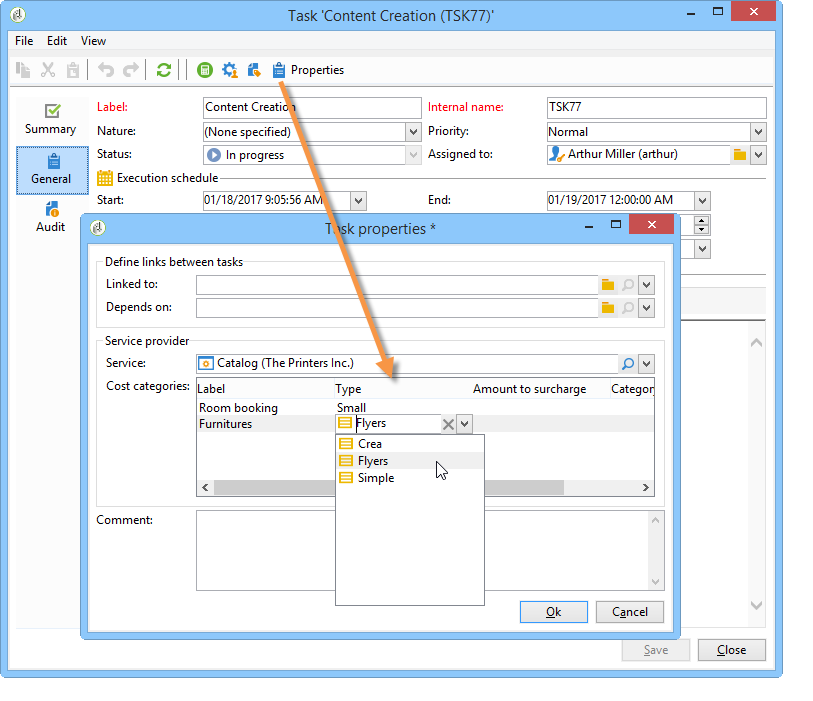 Task 'Content Creation (TSK77)'
File Edit View
Properties
Summary
General
Audit
Label: Content Creation Internal name: TSK77
Nature: (None specified) Priority: Normal
Status: In progress Assigned to: Arthur Miller (arthur)
Execution schedule
Start: 01/18/2017 9:05:56 AM End: 01/19/2017 12:00:00 AM
Task properties *
Define links between tasks
Linked to:
Depends on:
Service provider
Service: Catalog (The Printers Inc.)
Cost categories: Label Type Amount to surcharge Categor
Room booking Small
Furnitures Flyers
Crea
Flyers
Simple
Comment:
Ok Cancel
Save Close